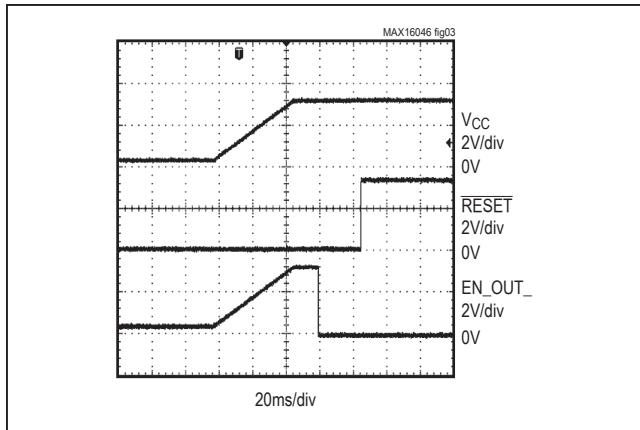 MAX16046 fig03
T
VCC
2V/div
0V
RESET
2V/div
0V
EN_OUT_
2V/div
0V
20ms/div